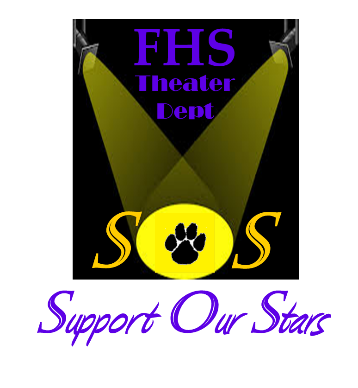 FHS
Theater
Dept
S S
Support Our Stars